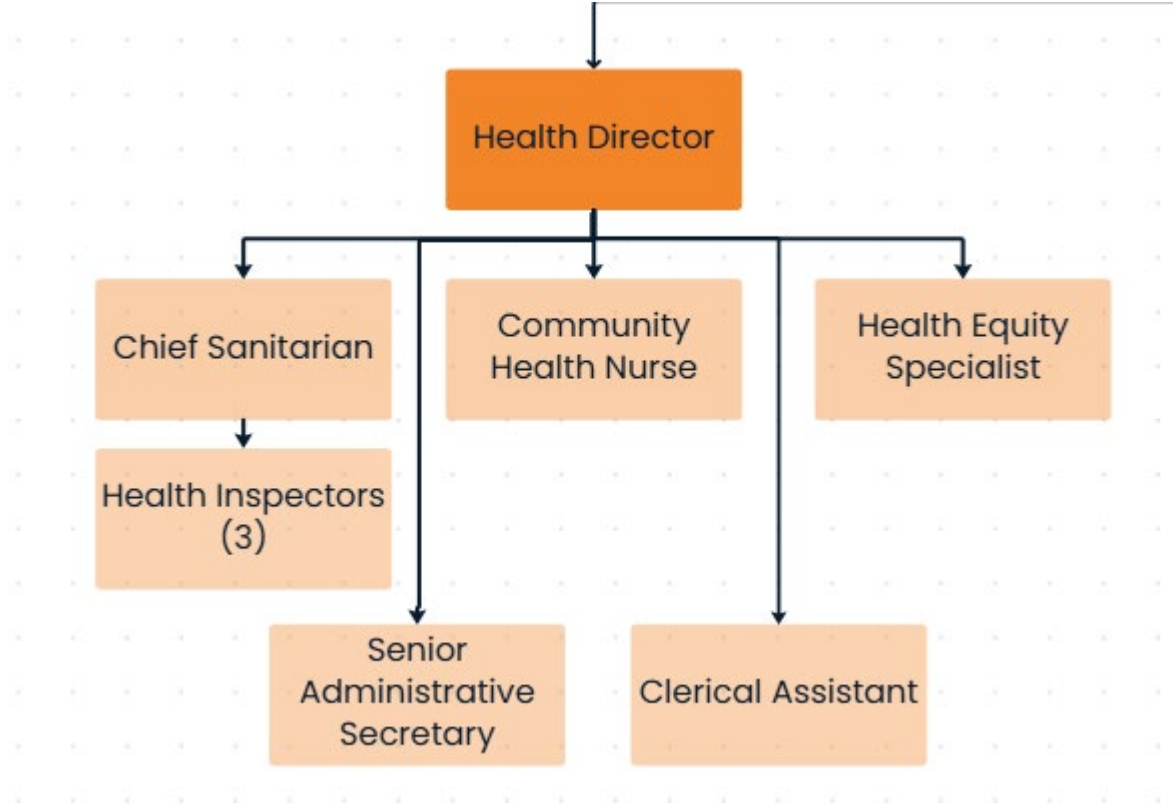 Health Director
Chief Sanitarian
Community
Health Nurse
Health Equity
Specialist
Health Inspectors
(3)
Senior
Administrative
Secretary
Clerical Assistant